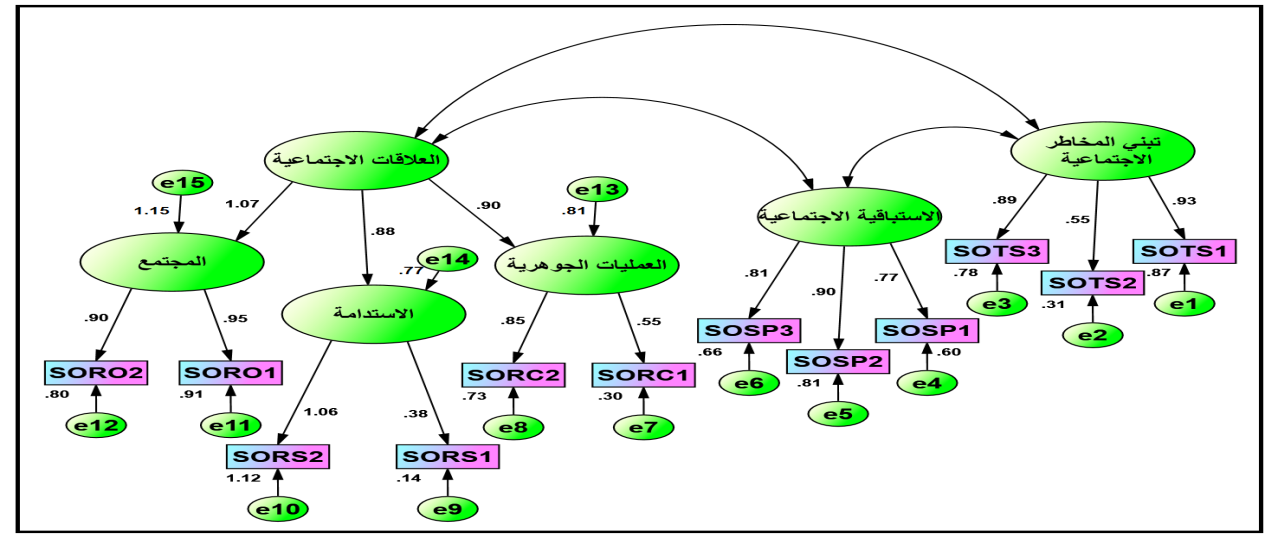 تبني المخاطر
الاجتماعية
العلاقات الاجتماعية
e15
e13
1.15
1.07
.90
.81
.89
.55
.93
الاستباقية الاجتماعية
.88
المجتمع
e14
.77
العمليات الجوهرية
SOTS3
SOTS2
SOTS1
.78
.31
.87
e3
e2
e1
الاستدامة
.81
.90
.77
.90
.95
.85
.55
SOSP3
SOSP2
SOSP1
.66
.81
.60
e6
e5
e4
SORO2
SORO1
SORC2
SORC1
.80
.91
.73
.30
e12
e11
e8
e7
1.06
.38
SORS2
SORS1
1.12
.14
e10
e9